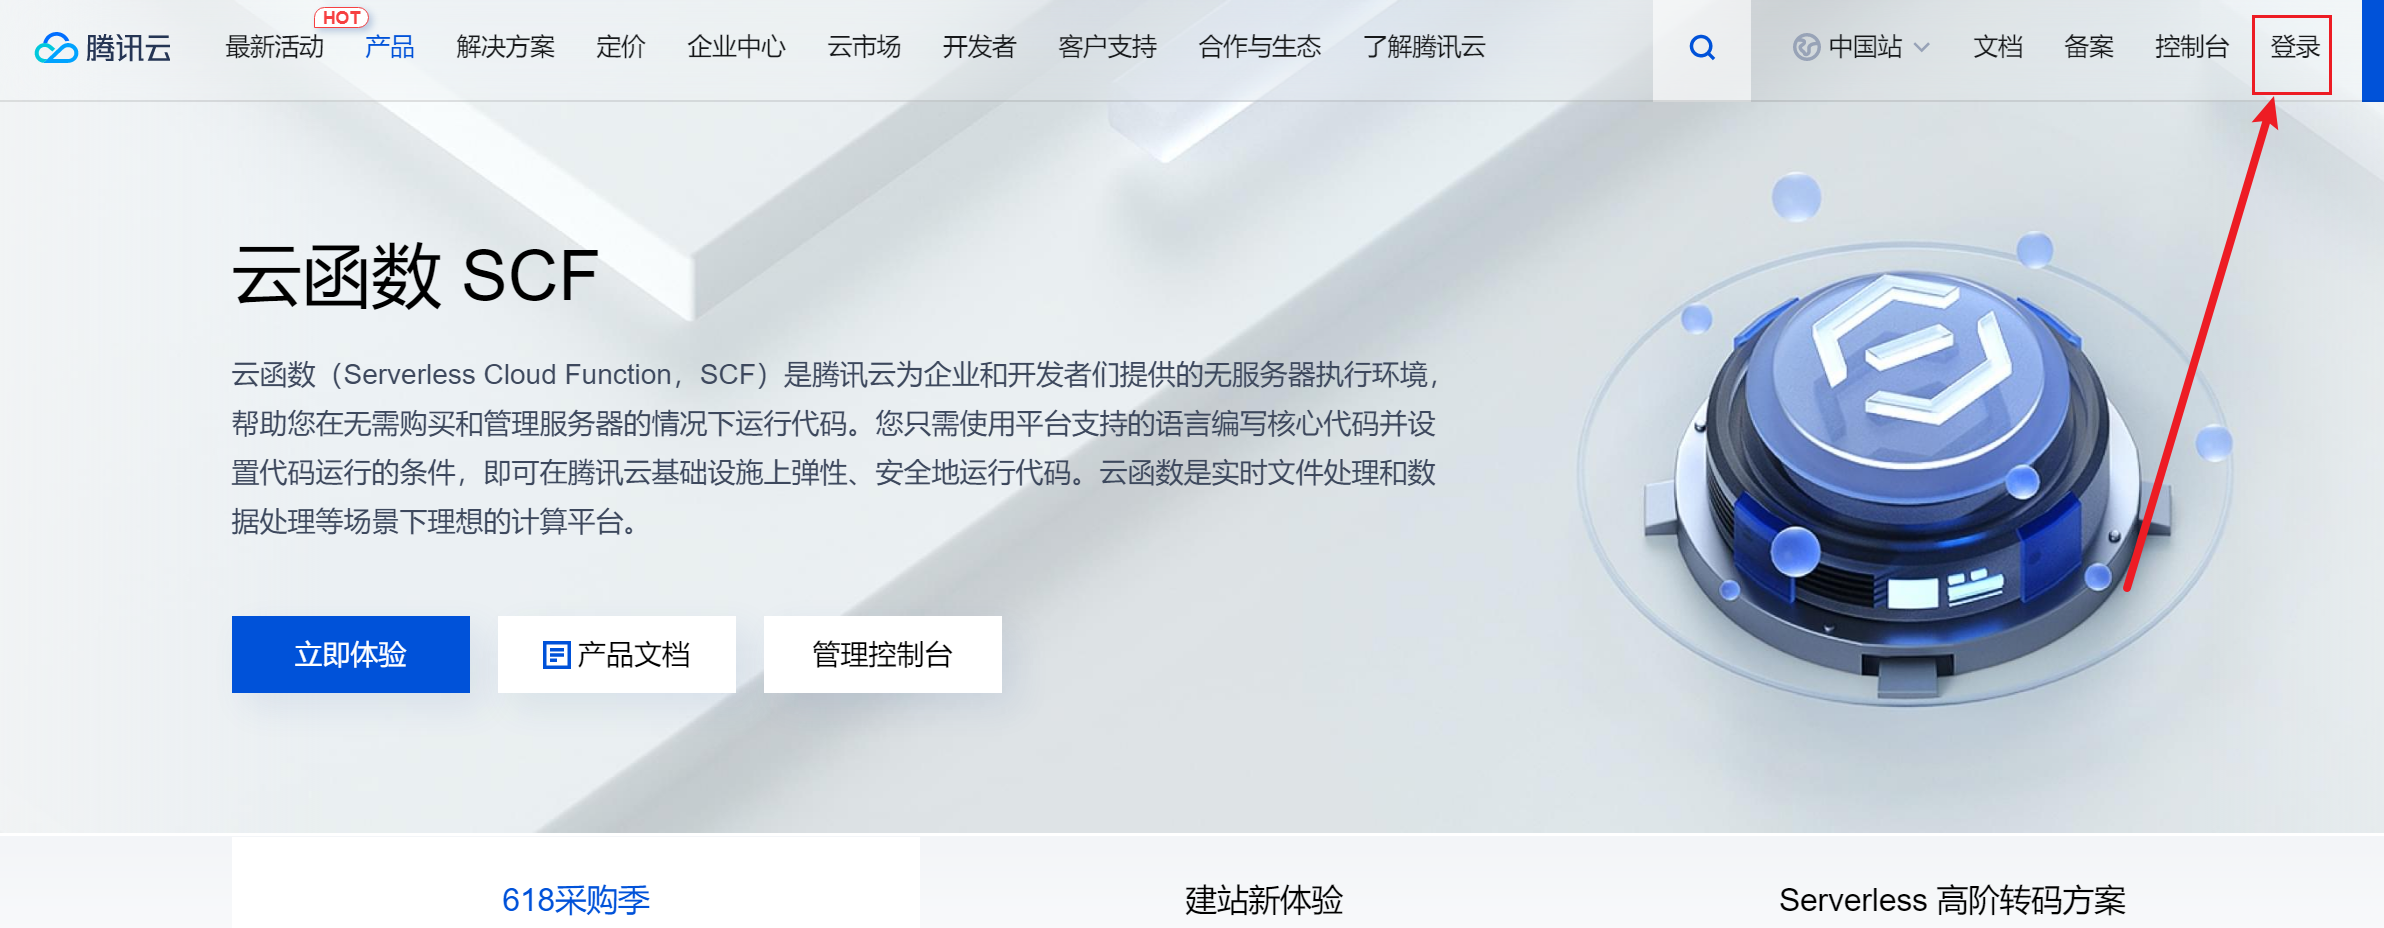 HOT
腾讯云 最新活动 产品 解决方案 定价 企业中心 云市场 开发者 客户支持 合作与生态 了解腾讯云 中国站 文档 备案 控制台 登录
云函数 SCF
云函数（Serverless Cloud Function，SCF）是腾讯云为企业和开发者们提供的无服务器执行环境，
帮助您在无需购买和管理服务器的情况下运行代码。您只需使用平台支持的语言编写核心代码并设
置代码运行的条件，即可在腾讯云基础设施上弹性、安全地运行代码。云函数是实时文件处理和数
据处理等场景下理想的计算平台。
立即体验 产品文档 管理控制台
618采购季 建站新体验 Serverless 高阶转码方案